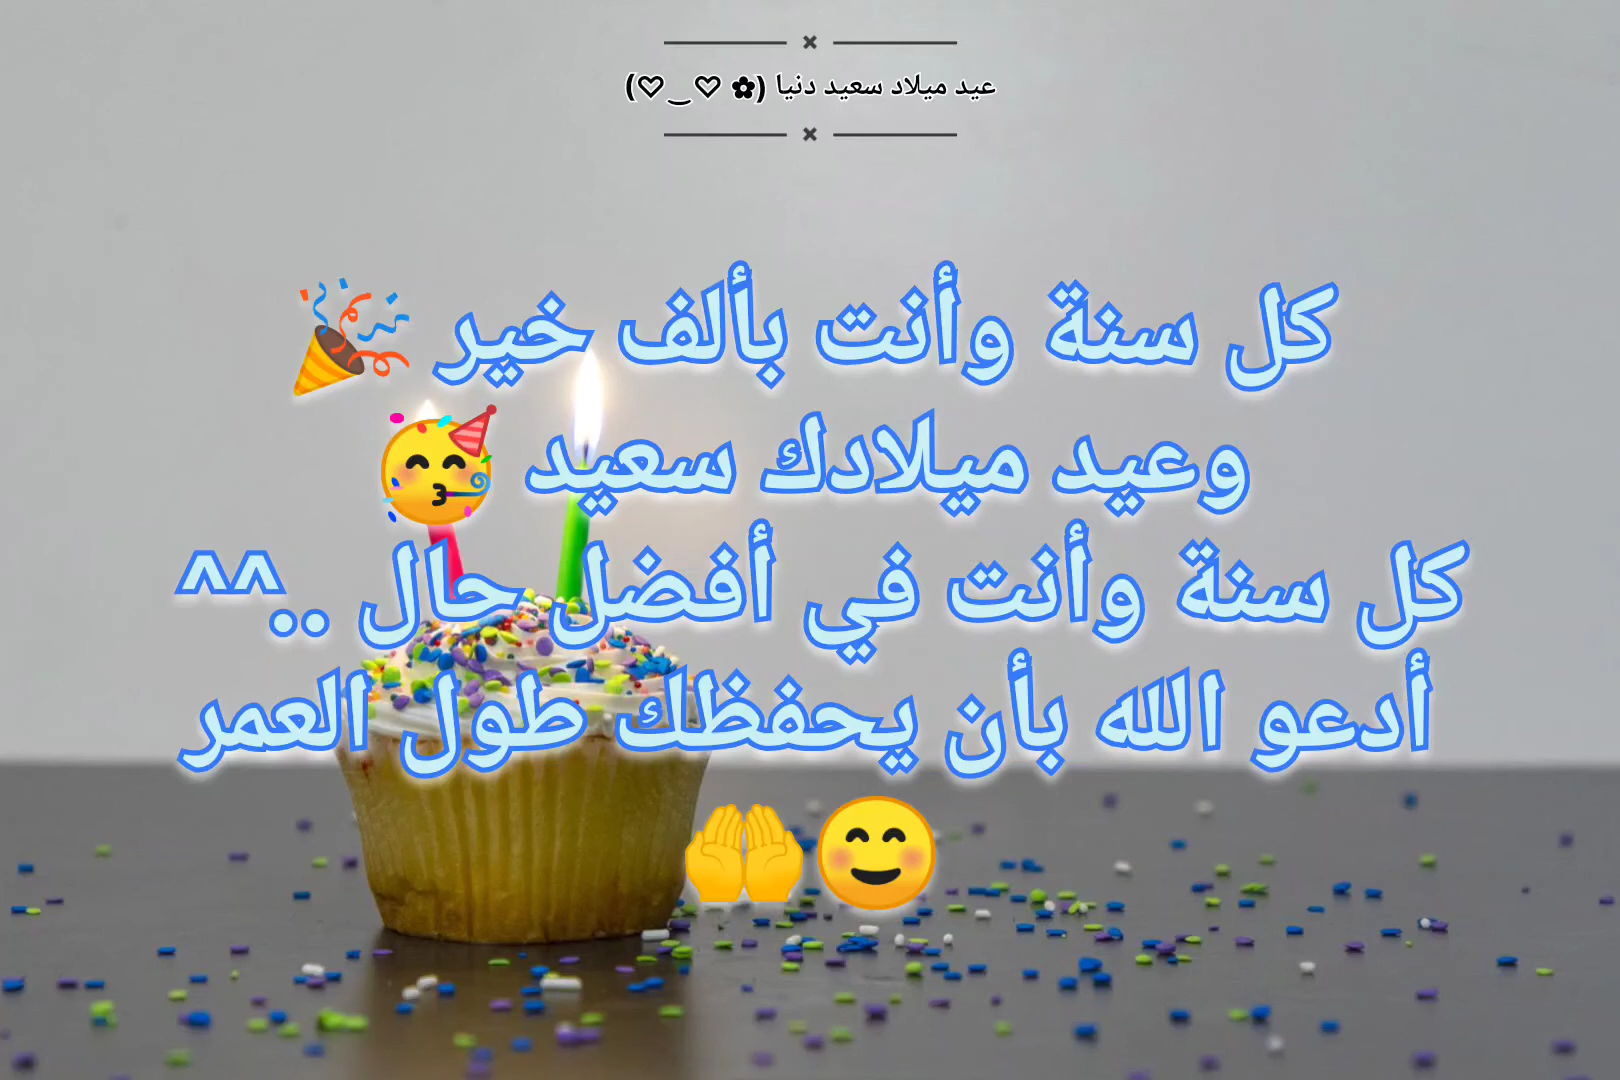 عيد ميلاد سعيد دنيا (✿ ♡‿♡)
كل سنة وأنت بألف خير 🎉
وعيد ميلادك سعيد 🥳
كل سنة وأنت في أفضل حال ..^^
أدعو الله بأن يحفظك طول العمر
😊🤲